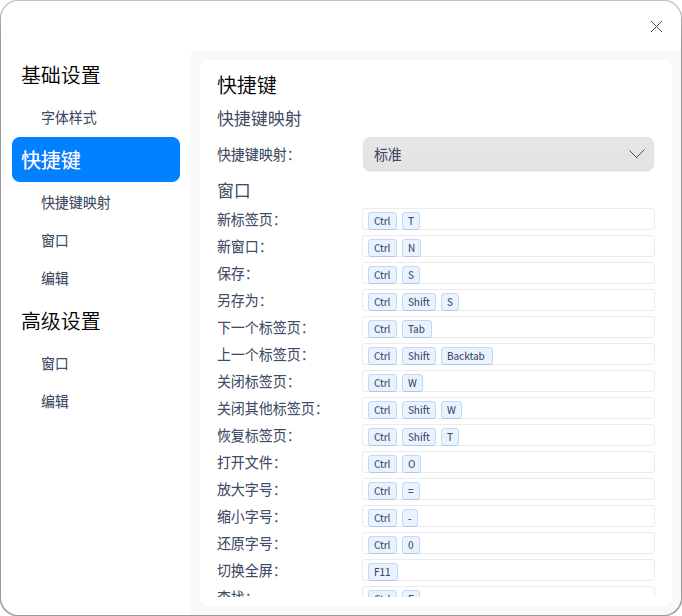 基础设置
字体样式
快捷键
快捷键映射
窗口
编辑
高级设置
窗口
编辑
快捷键
快捷键映射
快捷键映射： 标准
窗口
新标签页： Ctrl T
新窗口： Ctrl N
保存： Ctrl S
另存为： Ctrl Shift S
下一个标签页： Ctrl Tab
上一个标签页： Ctrl Shift Backtab
关闭标签页： Ctrl W
关闭其他标签页： Ctrl Shift W
恢复标签页： Ctrl Shift T
打开文件： Ctrl O
放大字号： Ctrl =
缩小字号： Ctrl -
还原字号： Ctrl 0
切换全屏： F11
查找： Ctrl F